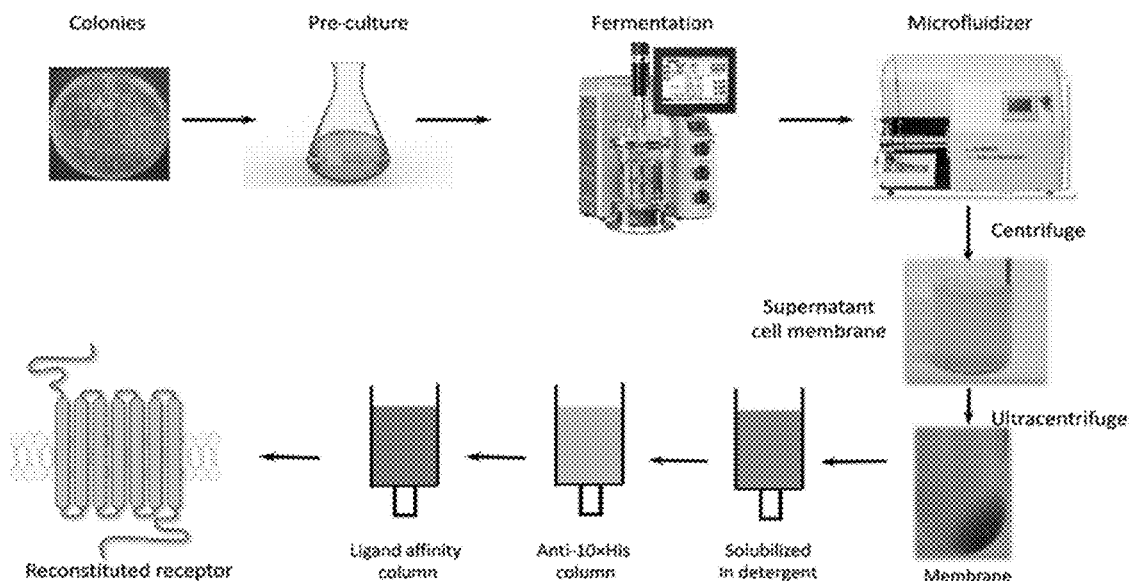 Colonies
Pre-culture
Fermentation
Microfluidizer
Centrifuge
Supernatant
cell membrane
Ultracentrifuge
Membrane
Solubilized
in detergent
Anti-10×His
column
Ligand affinity
column
Reconstituted receptor